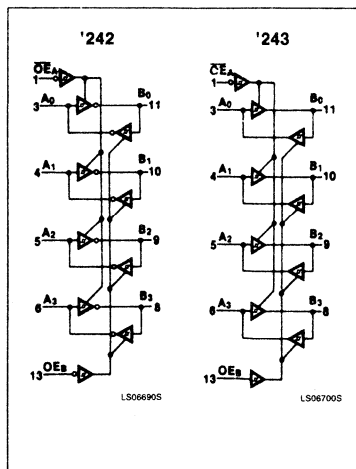 '242
OEA
1
A0
3
B0
11
A1
4
B1
10
A2
5
B2
9
A3
6
B3
8
OEB
13
LS06690S
'243
CEA
1
A0
3
B0
11
A1
4
B1
10
A2
5
B2
9
A3
6
B3
8
OEB
13
LS06700S